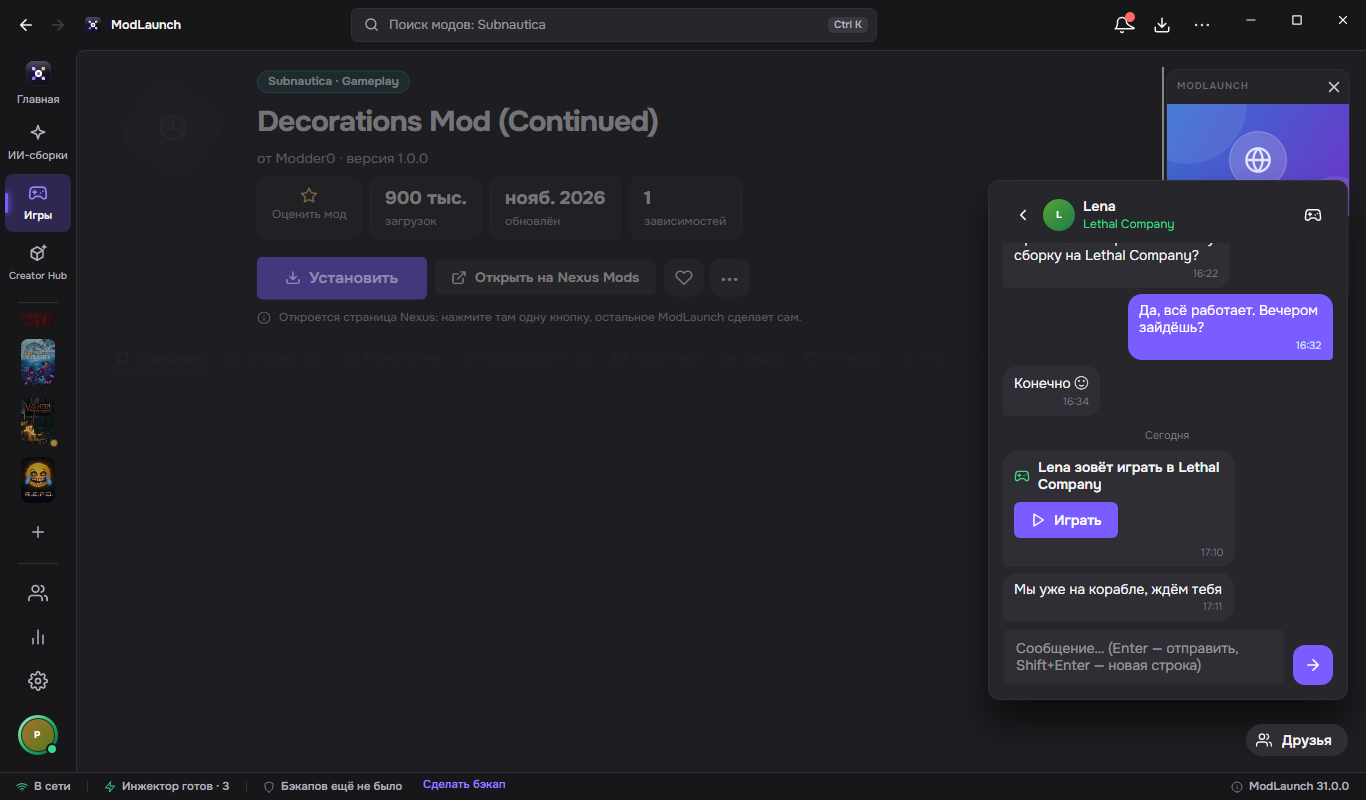 ModLaunch
Поиск модов: Subnautica
Ctrl K
Главная
ИИ-сборки
Игры
Creator Hub
P
Subnautica · Gameplay
Decorations Mod (Continued)
от Modder0 · версия 1.0.0
Оценить мод
900 тыс.
загрузок
нояб. 2026
обновлён
1
зависимостей
Установить
Открыть на Nexus Mods
Откроется страница Nexus: нажмите там одну кнопку, остальное ModLaunch сделает сам.
Описание
MODLAUNCH
L
Lena
Lethal Company
сборку на Lethal Company?
16:22
Да, всё работает. Вечером
зайдёшь?
16:32
Конечно
16:34
Сегодня
Lena зовёт играть в Lethal
Company
Играть
17:10
Мы уже на корабле, ждём тебя
17:11
Сообщение... (Enter — отправить,
Shift+Enter — новая строка)
Друзья
В сети
Инжектор готов · 3
Бэкапов ещё не было
Сделать бэкап
ModLaunch 31.0.0